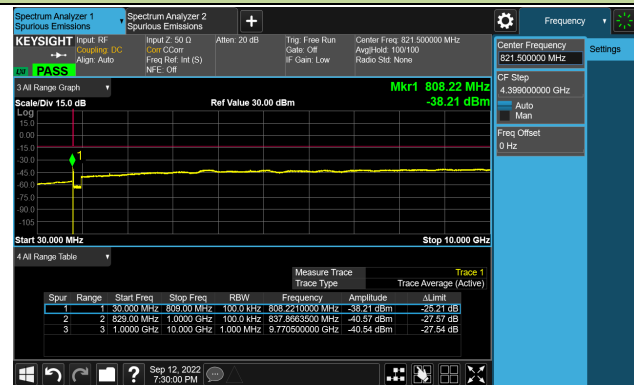 Spectrum Analyzer 1
Spurious Emissions
Spectrum Analyzer 2
Spurious Emissions
+
Frequency
KEYSIGHT
Input: RF
Coupling: DC
Align: Auto
Input Z: 50 Ω
Corr CCorr
Freq Ref: Int (S)
NFE: Off
Atten: 20 dB
Trig: Free Run
Gate: Off
IF Gain: Low
Center Freq: 821.500000 MHz
Avg|Hold: 100/100
Radio Std: None
LXI PASS
Center Frequency
821.500000 MHz
Settings
CF Step
4.399000000 GHz
Auto
Man
Freq Offset
0 Hz
3 All Range Graph
Mkr1 808.22 MHz
Scale/Div 15.0 dB
Ref Value 30.00 dBm
-38.21 dBm
Log
15.0
0.00
-15.0
-30.0
-45.0
-60.0
-75.0
-90.0
-105
1
Start 30.000 MHz
Stop 10.000 GHz
4 All Range Table
Measure Trace Trace 1
Trace Type Trace Average (Active)
Spur Range Start Freq Stop Freq RBW Frequency Amplitude ΔLimit
1 1 30.000 MHz 809.00 MHz 100.0 kHz 808.2210000 MHz -38.21 dBm -25.21 dB
2 2 829.00 MHz 1.0000 GHz 100.0 kHz 837.8663500 MHz -40.57 dBm -27.57 dB
3 3 1.0000 GHz 10.000 GHz 1.000 MHz 9.770500000 GHz -40.54 dBm -27.54 dB
?
Sep 12, 2022
7:30:00 PM